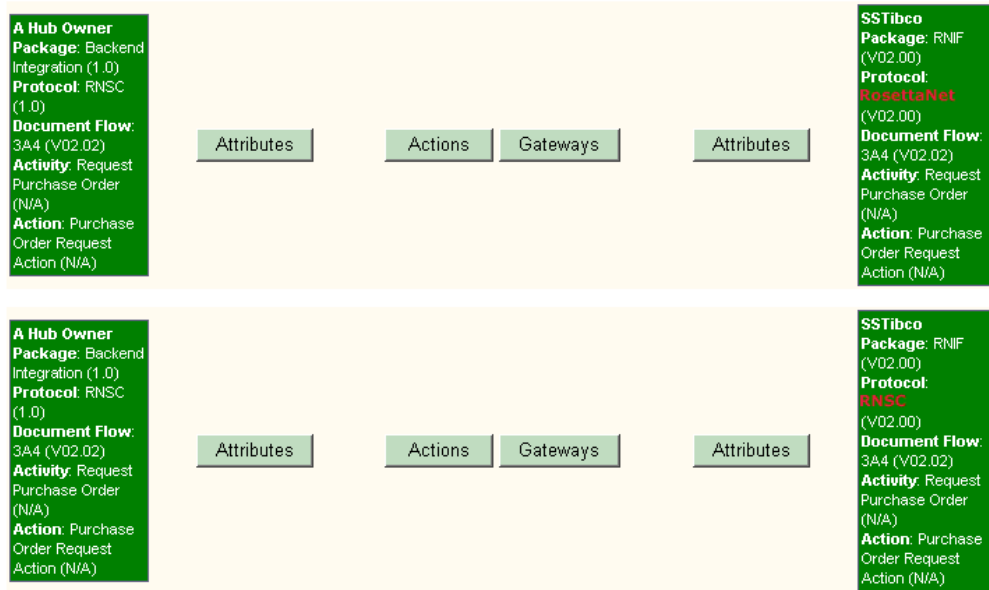 A Hub Owner
Package: Backend
Integration (1.0)
Protocol: RNSC
(1.0)
Document Flow:
3A4 (V02.02)
Activity: Request
Purchase Order
(N/A)
Action: Purchase
Order Request
Action (N/A)
Attributes
Actions
Gateways
Attributes
SSTibco
Package: RNIF
(V02.00)
Protocol:
RosettaNet
(V02.00)
Document Flow:
3A4 (V02.02)
Activity: Request
Purchase Order
(N/A)
Action: Purchase
Order Request
Action (N/A)
A Hub Owner
Package: Backend
Integration (1.0)
Protocol: RNSC
(1.0)
Document Flow:
3A4 (V02.02)
Activity: Request
Purchase Order
(N/A)
Action: Purchase
Order Request
Action (N/A)
Attributes
Actions
Gateways
Attributes
SSTibco
Package: RNIF
(V02.00)
Protocol:
RNSC
(V02.00)
Document Flow:
3A4 (V02.02)
Activity: Request
Purchase Order
(N/A)
Action: Purchase
Order Request
Action (N/A)